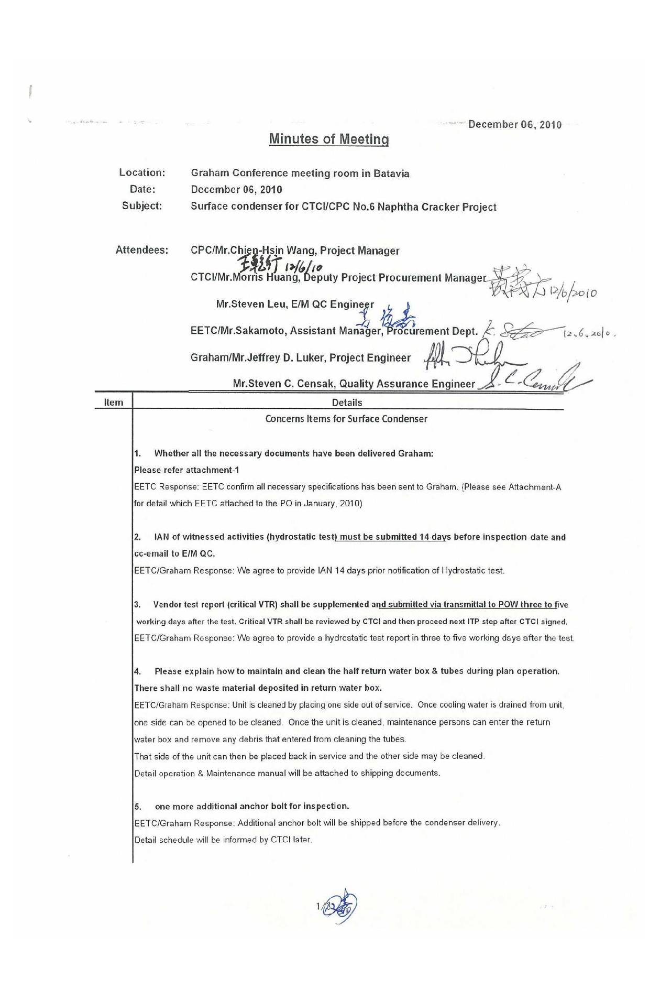 December 06, 2010
Minutes of Meeting
Location: Graham Conference meeting room in Batavia
Date: December 06, 2010
Subject: Surface condenser for CTCI/CPC No.6 Naphtha Cracker Project
Attendees: CPC/Mr.Chien-Hsin Wang, Project Manager
12/6/10
CTCI/Mr.Morris Huang, Deputy Project Procurement Manager
12/6/2010
Mr.Steven Leu, E/M QC Engineer
EETC/Mr.Sakamoto, Assistant Manager, Procurement Dept. K. 12.6.2010.
Graham/Mr.Jeffrey D. Luker, Project Engineer
Mr.Steven C. Censak, Quality Assurance Engineer S. C. Censak
Item Details
Concerns Items for Surface Condenser
1. Whether all the necessary documents have been delivered Graham:
Please refer attachment-1
EETC Response: EETC confirm all necessary specifications has been sent to Graham. (Please see Attachment-A
for detail which EETC attached to the PO in January, 2010)
2. IAN of witnessed activities (hydrostatic test) must be submitted 14 days before inspection date and
cc-email to E/M QC.
EETC/Graham Response: We agree to provide IAN 14 days prior notification of Hydrostatic test.
3. Vendor test report (critical VTR) shall be supplemented and submitted via transmittal to POW three to five
working days after the test. Critical VTR shall be reviewed by CTCI and then proceed next ITP step after CTCI signed.
EETC/Graham Response: We agree to provide a hydrostatic test report in three to five working days after the test.
4. Please explain how to maintain and clean the half return water box & tubes during plan operation.
There shall no waste material deposited in return water box.
EETC/Graham Response: Unit is cleaned by placing one side out of service. Once cooling water is drained from unit,
one side can be opened to be cleaned. Once the unit is cleaned, maintenance persons can enter the return
water box and remove any debris that entered from cleaning the tubes.
That side of the unit can then be placed back in service and the other side may be cleaned.
Detail operation & Maintenance manual will be attached to shipping documents.
5. one more additional anchor bolt for inspection.
EETC/Graham Response: Additional anchor bolt will be shipped before the condenser delivery.
Detail schedule will be informed by CTCI later.
1/